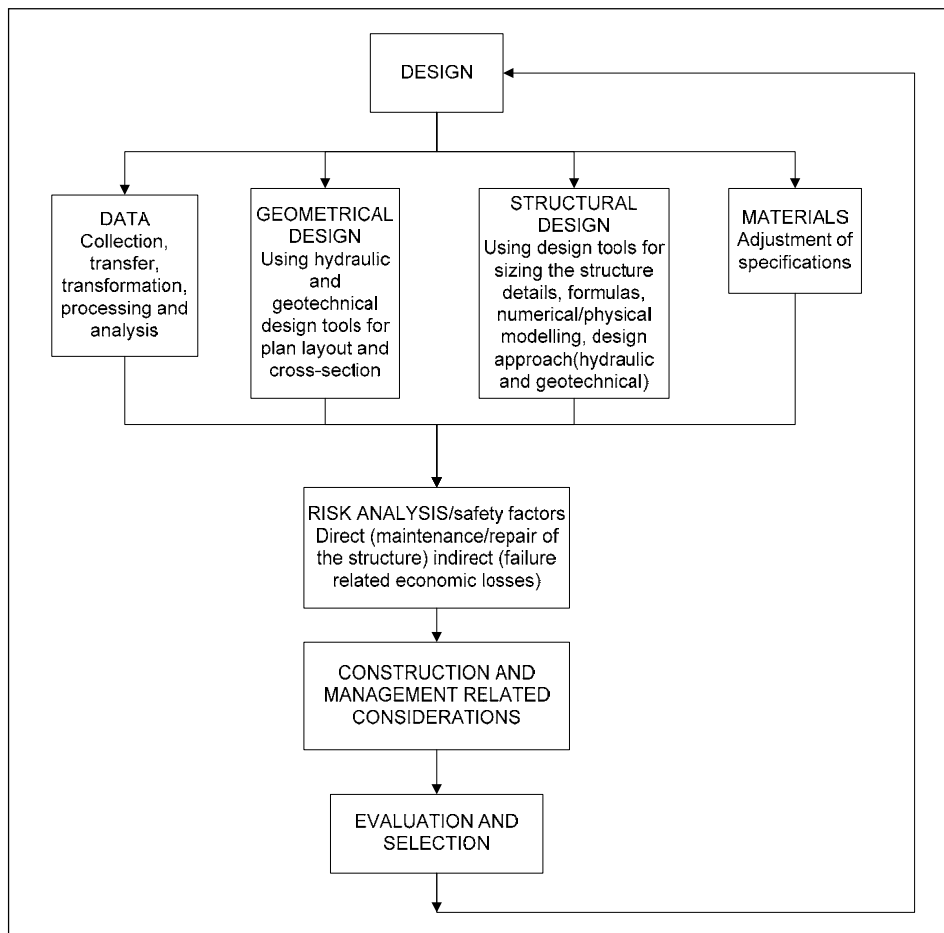 DESIGN
DATA
Collection,
transfer,
transformation,
processing and
analysis
GEOMETRICAL
DESIGN
Using hydraulic
and
geotechnical
design tools for
plan layout and
cross-section
STRUCTURAL
DESIGN
Using design tools for
sizing the structure
details, formulas,
numerical/physical
modelling, design
approach(hydraulic
and geotechnical)
MATERIALS
Adjustment of
specifications
RISK ANALYSIS/safety factors
Direct (maintenance/repair of
the structure) indirect (failure
related economic losses)
CONSTRUCTION AND
MANAGEMENT RELATED
CONSIDERATIONS
EVALUATION AND
SELECTION